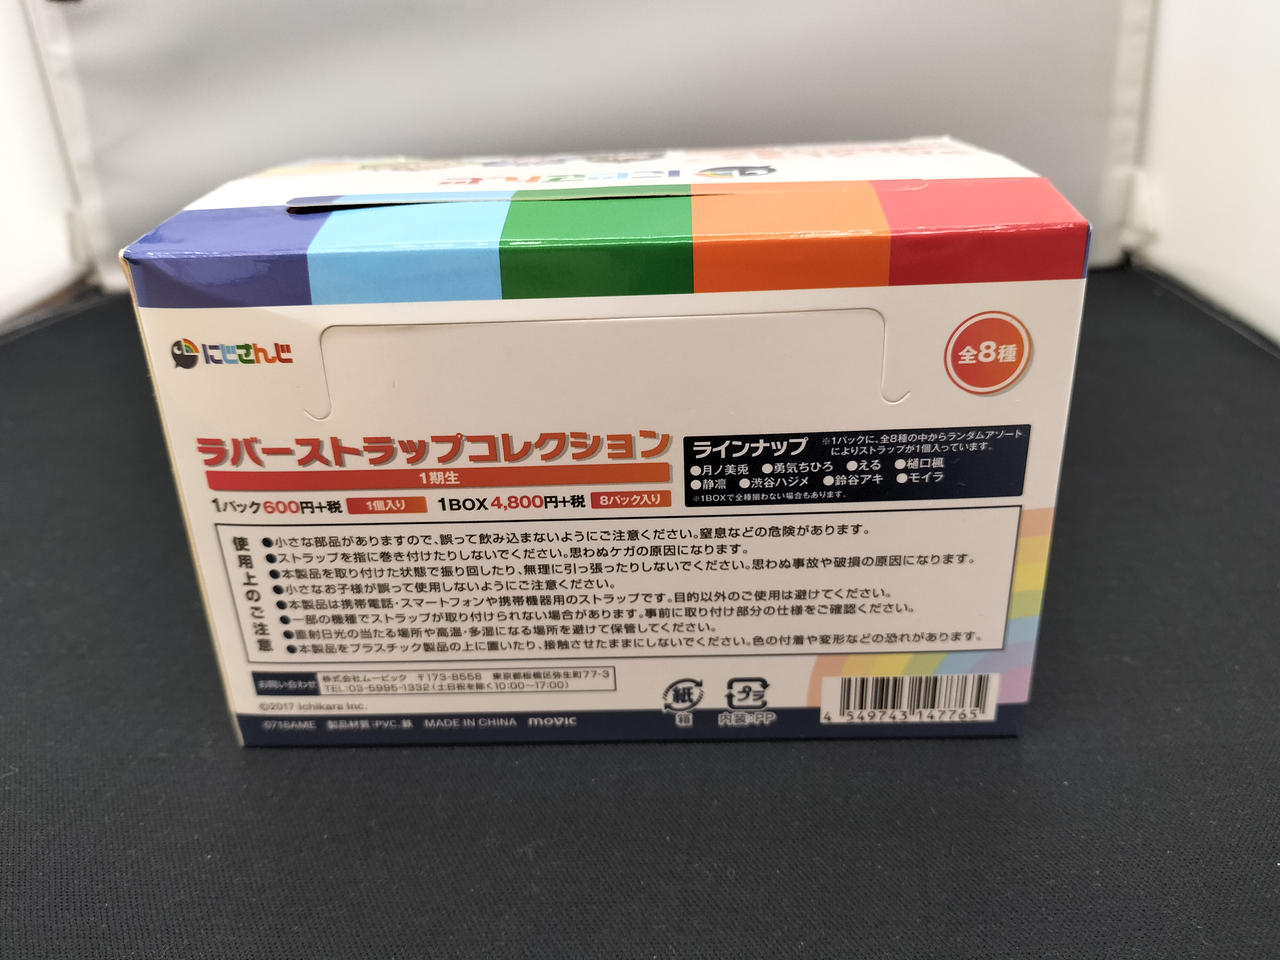 にじさんじ
にじさんじ
全8種
ラバーストラップコレクション
1期生
1パック600円+税 1個入り 1BOX4,800円+税 8パック入り
ラインナップ ※1パックに、全8種の中からランダムアソート
によりストラップが1個入っています。
●月ノ美兎 ●勇気ちひろ ●える ●樋口楓
●静凛 ●渋谷ハジメ ●鈴谷アキ ●モイラ
※1BOXで全種揃わない場合もあります。
使用上のご注意
●小さな部品がありますので、誤って飲み込まないようにご注意ください。窒息などの危険があります。
●ストラップを指に巻き付けたりしないでください。思わぬケガの原因になります。
●本製品を取り付けた状態で振り回したり、無理に引っ張ったりしないでください。思わぬ事故や破損の原因になります。
●小さなお子様が誤って使用しないようにご注意ください。
●本製品は携帯電話・スマートフォンや携帯機器用のストラップです。目的以外のご使用は避けてください。
●一部の機種でストラップが取り付けられない場合があります。事前に取り付け部分の仕様をご確認ください。
●直射日光の当たる場所や高温・多湿になる場所を避けて保管してください。
●本製品をプラスチック製品の上に置いたり、接触させたままにしないでください。色の付着や変形などの恐れがあります。
お問い合わせ 株式会社ムービック 〒173-8558 東京都板橋区弥生町77-3
TEL:03-5995-1332(土日祝を除く10:00~17:00)
©2017 Ichikara Inc.
紙 箱
プラ 内装:PP
4 549743 147765
0718AME 製品材質:PVC、鉄 MADE IN CHINA movic